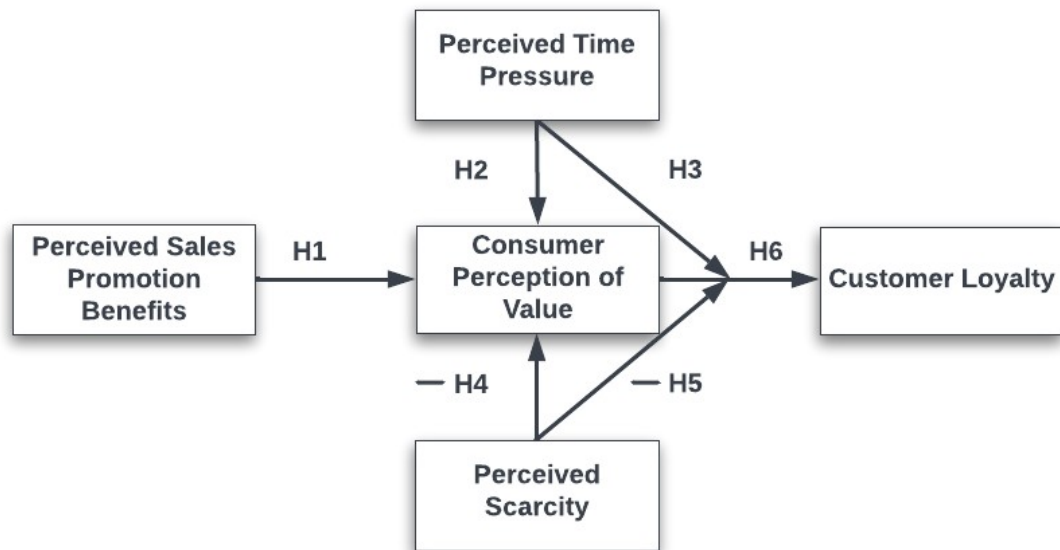 Perceived Time
Pressure
H2
H3
Perceived Sales
Promotion
Benefits
H1
Consumer
Perception of
Value
H6
Customer Loyalty
— H4
— H5
Perceived
Scarcity